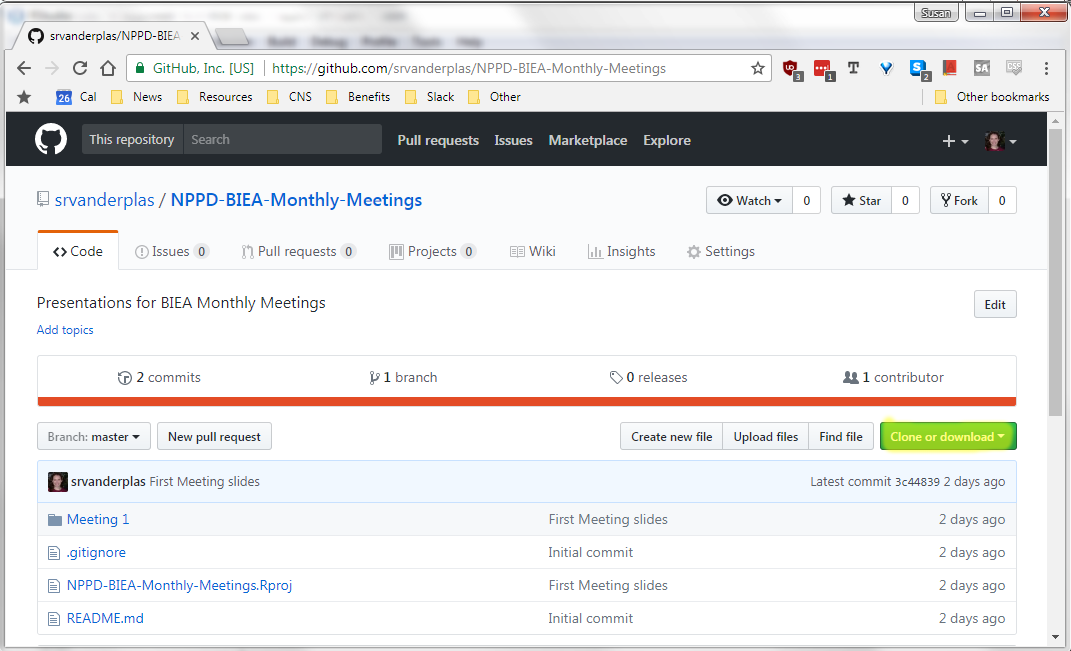 Susan
srvanderplas/NPPD-BIEA
GitHub, Inc. [US] https://github.com/srvanderplas/NPPD-BIEA-Monthly-Meetings
3 1 T 2 SA CSC
26 Cal News Resources CNS Benefits Slack Other Other bookmarks
This repository Search Pull requests Issues Marketplace Explore
srvanderplas / NPPD-BIEA-Monthly-Meetings Watch 0 Star 0 Fork 0
Code Issues 0 Pull requests 0 Projects 0 Wiki Insights Settings
Presentations for BIEA Monthly Meetings Edit
Add topics
2 commits 1 branch 0 releases 1 contributor
Branch: master New pull request Create new file Upload files Find file Clone or download
srvanderplas First Meeting slides Latest commit 3c44839 2 days ago
Meeting 1 First Meeting slides 2 days ago
.gitignore Initial commit 2 days ago
NPPD-BIEA-Monthly-Meetings.Rproj First Meeting slides 2 days ago
README.md Initial commit 2 days ago